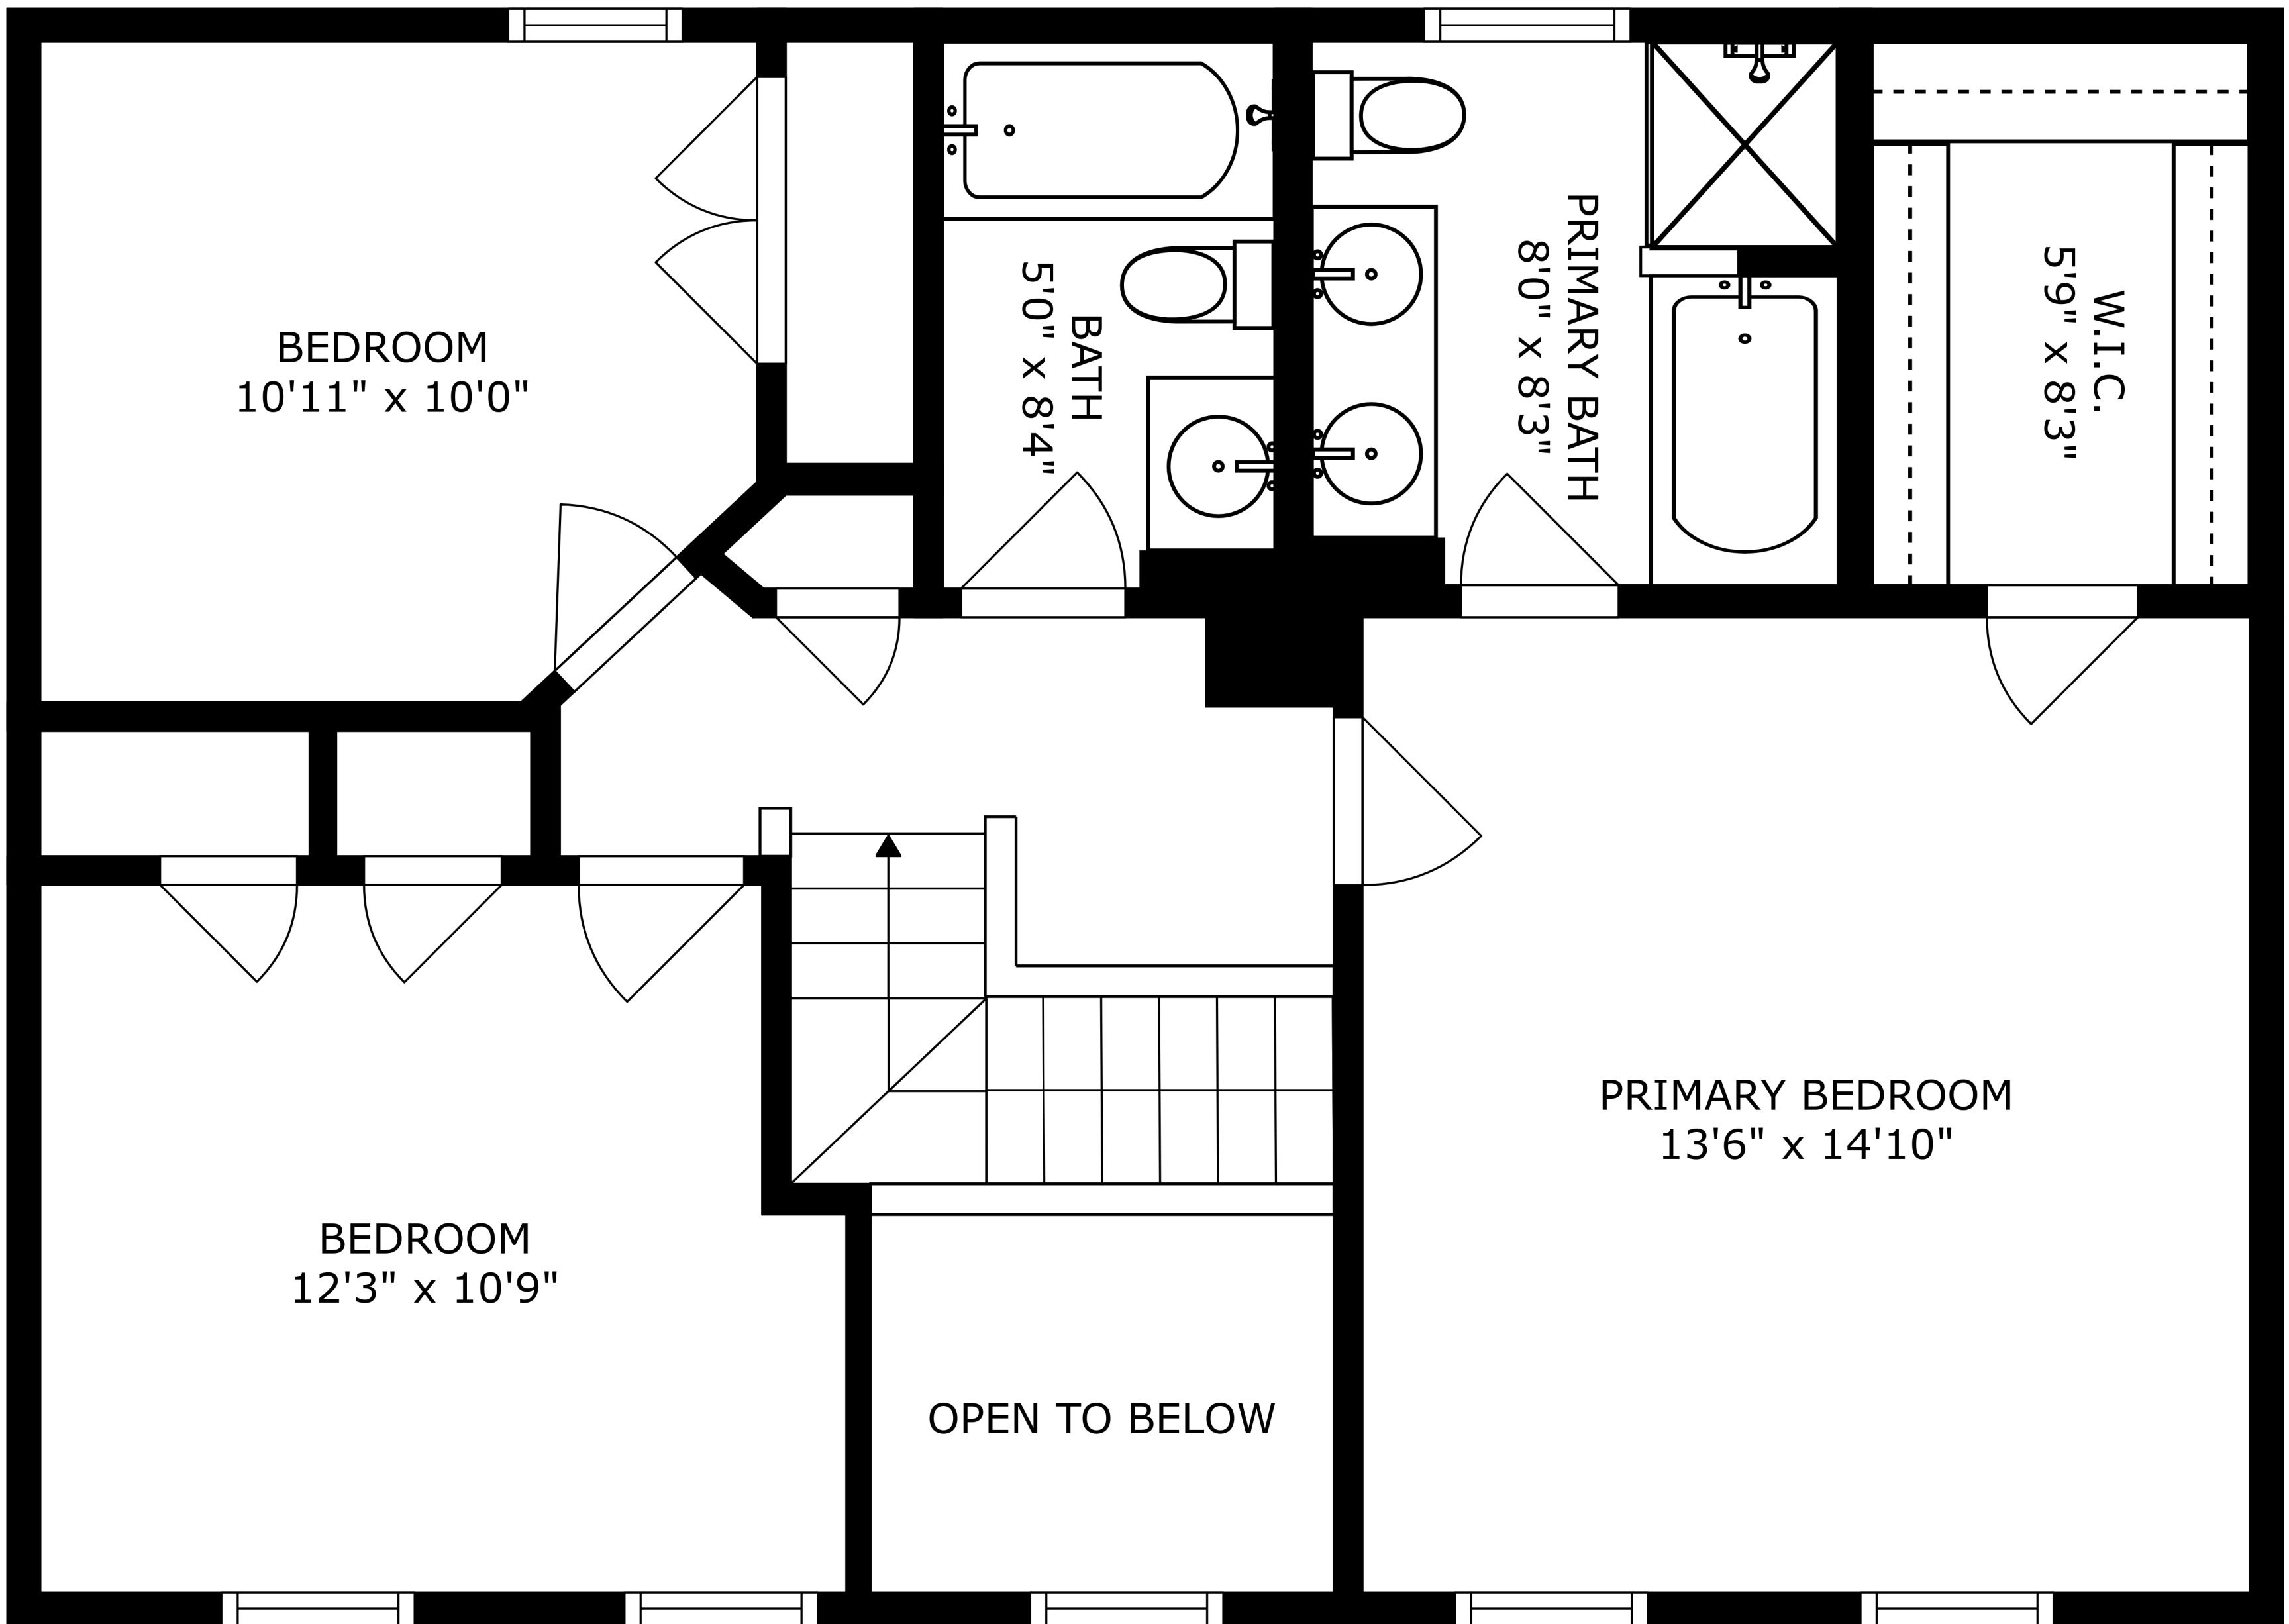 BEDROOM
10'11" x 10'0"
BATH
5'0" x 8'4"
PRIMARY BATH
8'0" x 8'3"
W.I.C.
5'9" x 8'3"
PRIMARY BEDROOM
13'6" x 14'10"
BEDROOM
12'3" x 10'9"
OPEN TO BELOW